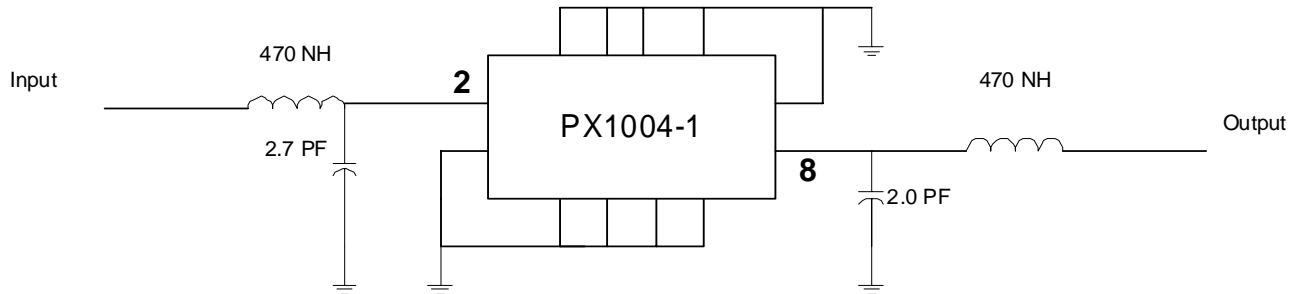 470 NH
470 NH
Input
2
PX1004-1
Output
2.7 PF
8
2.0 PF